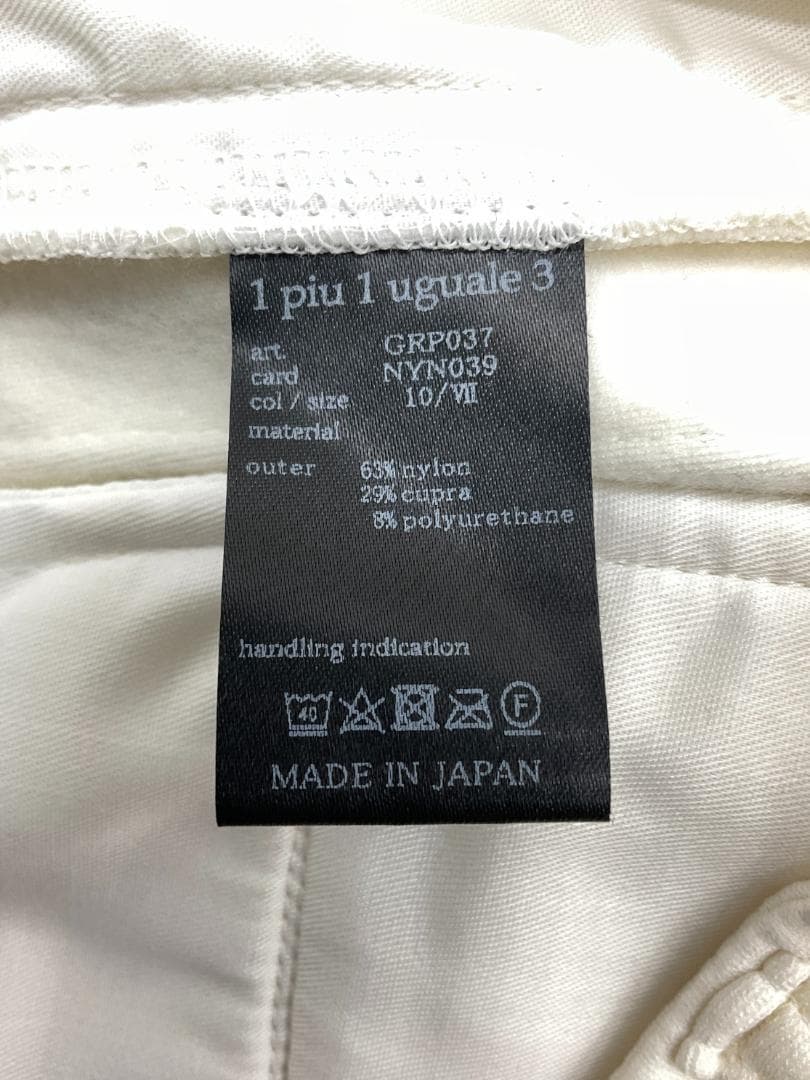 1 piu 1 uguale 3
art. GRP037
card NYN039
col / size 10/Ⅶ
material
outer 63% nylon
29% cupra
8% polyurethane
handling indication
40 F
MADE IN JAPAN